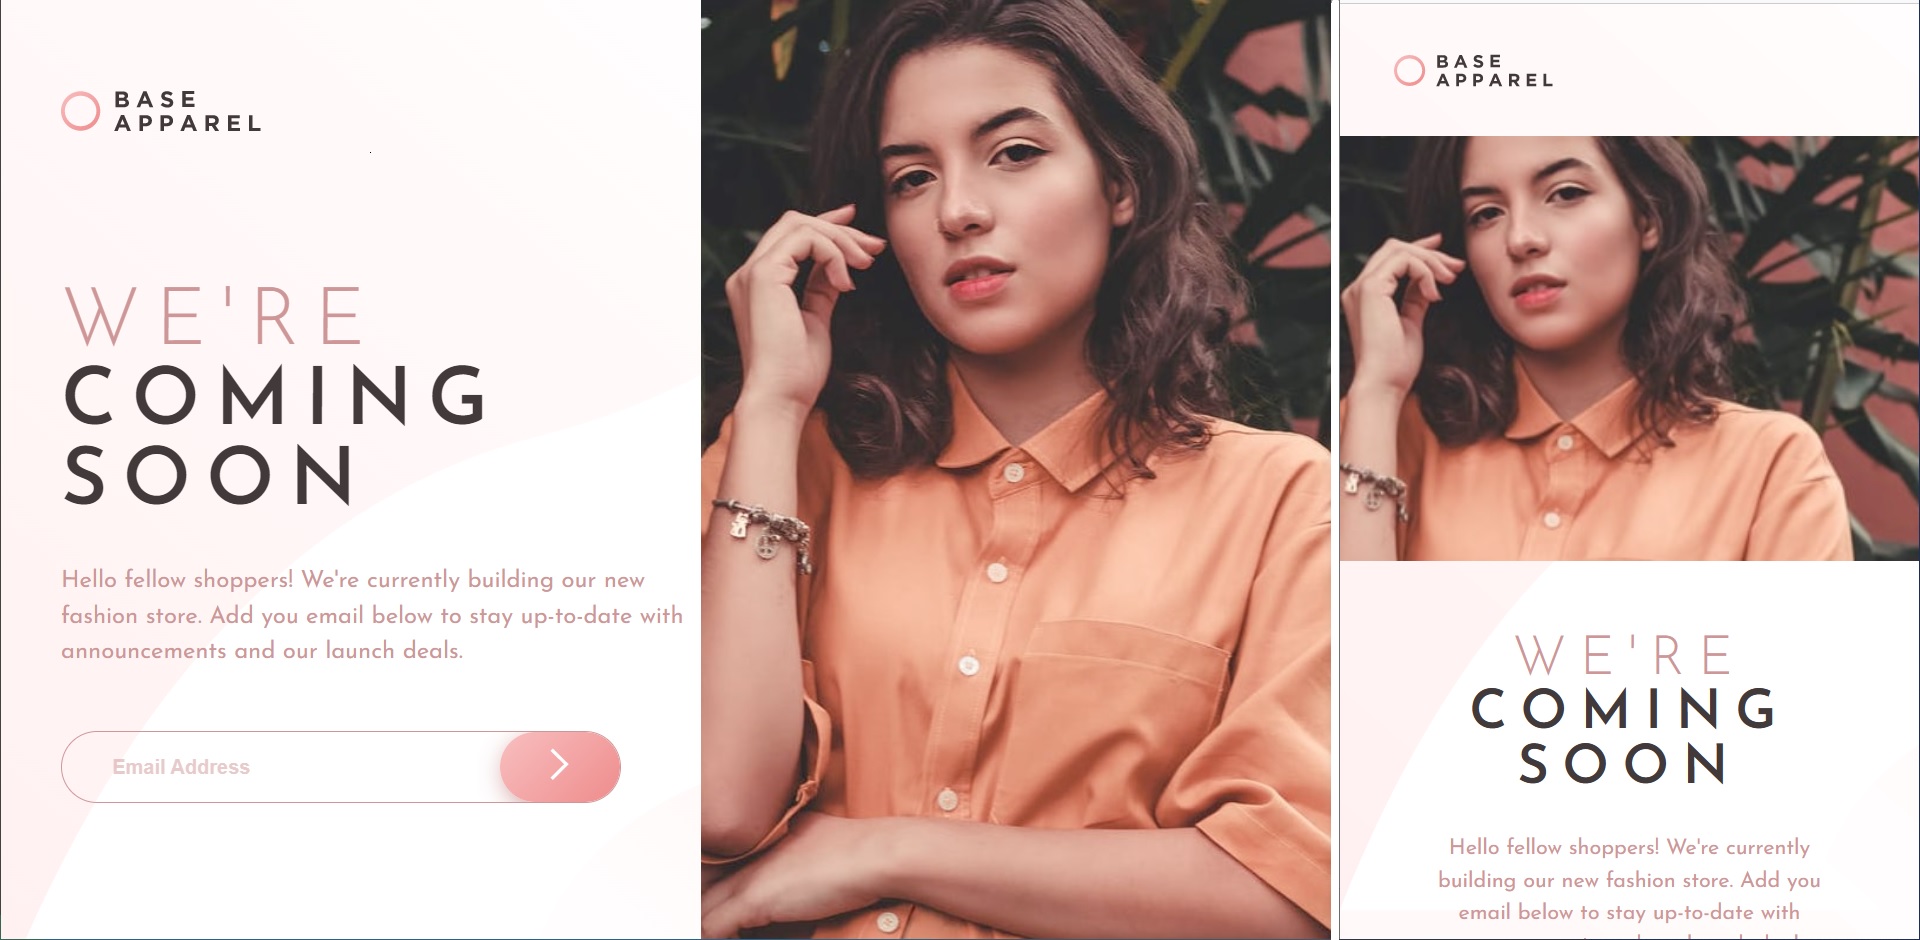 BASE
APPAREL
WE'RE
COMING
SOON
Hello fellow shoppers! We're currently building our new
fashion store. Add you email below to stay up-to-date with
announcements and our launch deals.
Email Address
BASE
APPAREL
WE'RE
COMING
SOON
Hello fellow shoppers! We're currently
building our new fashion store. Add you
email below to stay up-to-date with